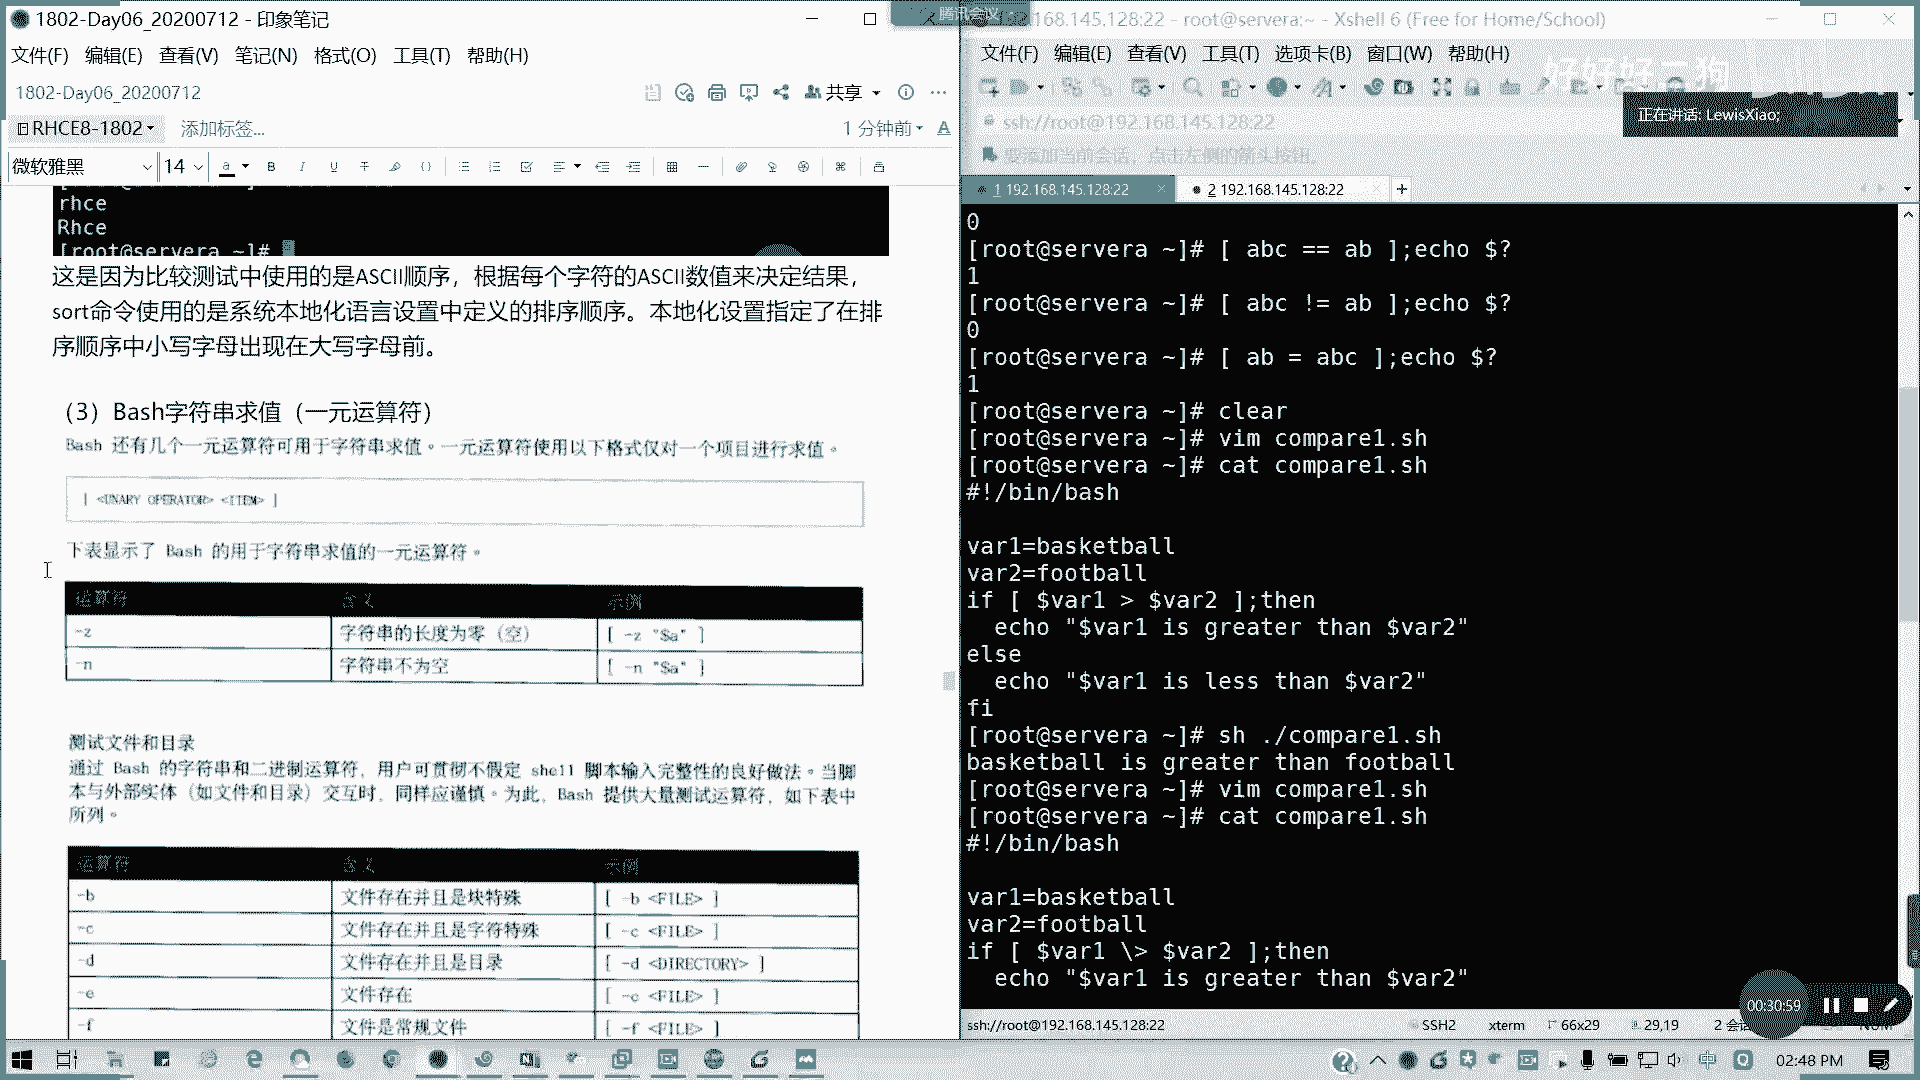 1802-Day06_20200712 - 印象笔记
文件(F) 编辑(E) 查看(V) 笔记(N) 格式(O) 工具(T) 帮助(H)
1802-Day06_20200712
共享
RHCE8-1802
添加标签...
1 分钟前
微软雅黑
14
rhce
Rhce
[root@servera ~]#
这是因为比较测试中使用的是ASCII顺序，根据每个字符的ASCII数值来决定结果，
sort命令使用的是系统本地化语言设置中定义的排序顺序。本地化设置指定了在排
序顺序中小写字母出现在大写字母前。
（3）Bash字符串求值（一元运算符）
Bash 还有几个一元运算符可用于字符串求值。一元运算符使用以下格式仅对一个项目进行求值。
[ <UNARY OPERATOR> <ITEM> ]
下表显示了 Bash 的用于字符串求值的一元运算符。
运算符 含义 示例
-z 字符串的长度为零（空） [ -z "$a" ]
-n 字符串不为空 [ -n "$a" ]
测试文件和目录
通过 Bash 的字符串和二进制运算符，用户可贯彻不假定 shell 脚本输入完整性的良好做法。当脚
本与外部实体（如文件和目录）交互时，同样应谨慎。为此，Bash 提供大量测试运算符，如下表中
所列。
运算符 含义 示例
-b 文件存在并且是块特殊 [ -b <FILE> ]
-c 文件存在并且是字符特殊 [ -c <FILE> ]
-d 文件存在并且是目录 [ -d <DIRECTORY> ]
-e 文件存在 [ -e <FILE> ]
-f 文件是常规文件 [ -f <FILE> ]
腾讯会议
192.168.145.128:22 - root@servera:~ - Xshell 6 (Free for Home/School)
文件(F) 编辑(E) 查看(V) 工具(T) 选项卡(B) 窗口(W) 帮助(H)
好好好二狗
ssh://root@192.168.145.128:22
正在讲话: LewisXiao;
要添加当前会话，点击左侧的箭头按钮。
1 192.168.145.128:22
2 192.168.145.128:22
0
[root@servera ~]# [ abc == ab ];echo $?
1
[root@servera ~]# [ abc != ab ];echo $?
0
[root@servera ~]# [ ab = abc ];echo $?
1
[root@servera ~]# clear
[root@servera ~]# vim compare1.sh
[root@servera ~]# cat compare1.sh
#!/bin/bash
var1=basketball
var2=football
if [ $var1 > $var2 ];then
  echo "$var1 is greater than $var2"
else
  echo "$var1 is less than $var2"
fi
[root@servera ~]# sh ./compare1.sh
basketball is greater than football
[root@servera ~]# vim compare1.sh
[root@servera ~]# cat compare1.sh
#!/bin/bash
var1=basketball
var2=football
if [ $var1 \> $var2 ];then
  echo "$var1 is greater than $var2"
00:30:59
ssh://root@192.168.145.128:22
SSH2
xterm
66x29
29,19
2 会
NUM
中
02:48 PM